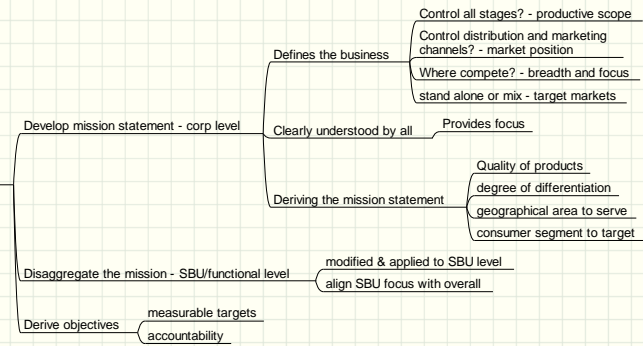 Develop mission statement - corp level
Defines the business
Control all stages? - productive scope
Control distribution and marketing
channels? - market position
Where compete? - breadth and focus
stand alone or mix - target markets
Clearly understood by all
Provides focus
Deriving the mission statement
Quality of products
degree of differentiation
geographical area to serve
consumer segment to target
Disaggregate the mission - SBU/functional level
modified & applied to SBU level
align SBU focus with overall
Derive objectives
measurable targets
accountability